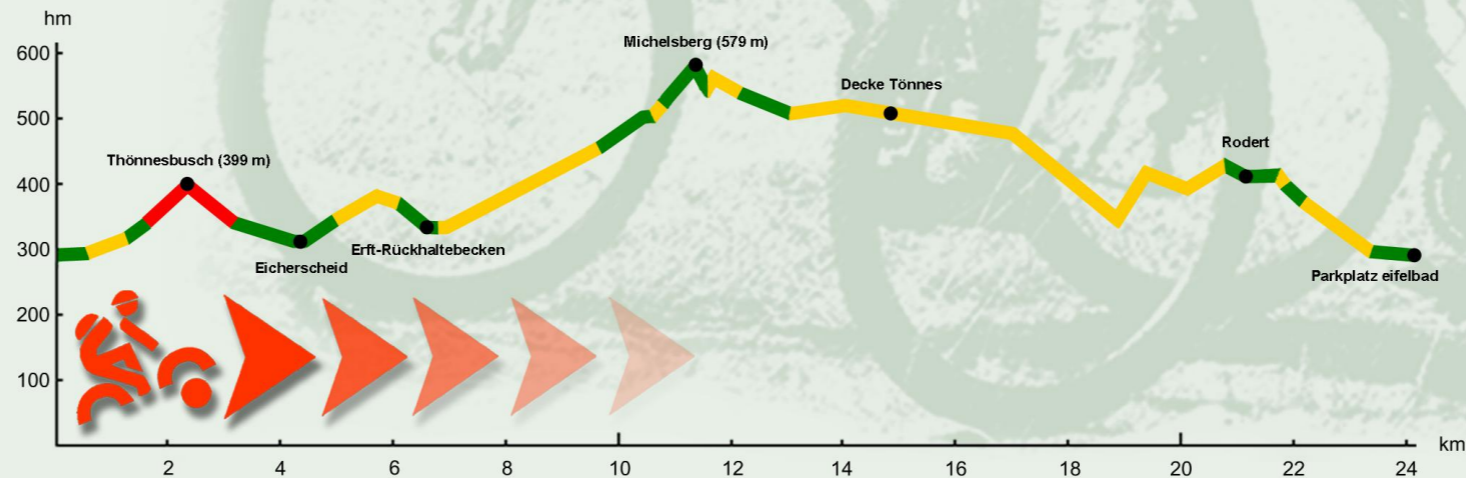 hm
Michelsberg (579 m)
600
Decke Tönnes
500
Rodert
Thönnesbusch (399 m)
400
300
Erft-Rückhaltebecken
Eicherscheid
Parkplatz eifelbad
200
100
km
2 4 6 8 10 12 14 16 18 20 22 24